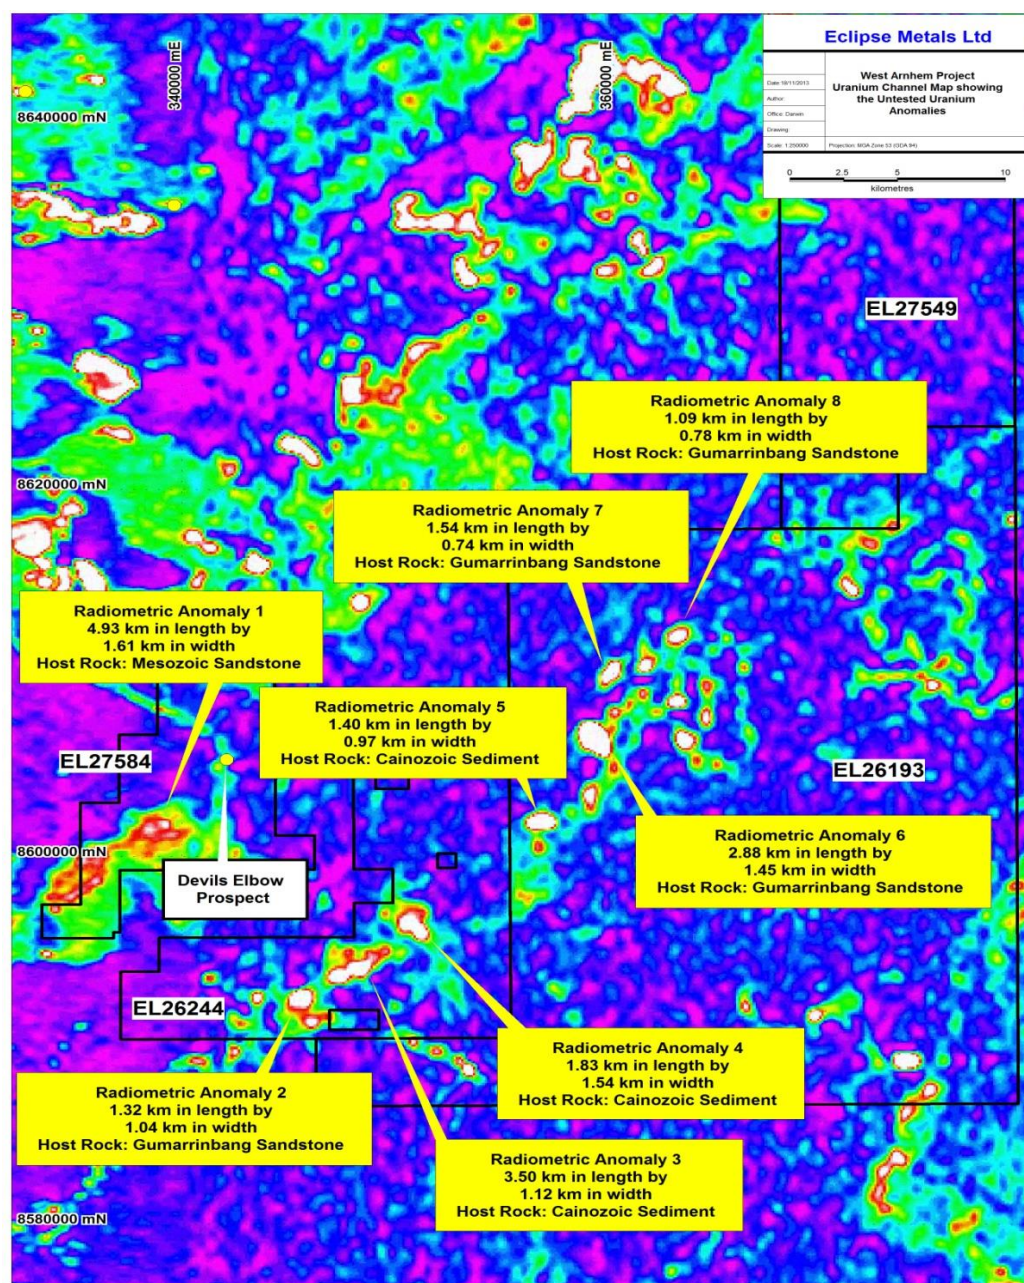 Eclipse Metals Ltd
Date: 18/11/2013
Author:
Office: Darwin
Drawing
Scale: 1:250000
West Arnhem Project
Uranium Channel Map showing
the Untested Uranium
Anomalies
Projection: MGA Zone 53 (GDA 94)
0 2.5 5 10
kilometres
340000 mE
360000 mE
8640000 mN
EL27549
Radiometric Anomaly 8
1.09 km in length by
0.78 km in width
Host Rock: Gumarrinbang Sandstone
8620000 mN
Radiometric Anomaly 7
1.54 km in length by
0.74 km in width
Host Rock: Gumarrinbang Sandstone
Radiometric Anomaly 1
4.93 km in length by
1.61 km in width
Host Rock: Mesozoic Sandstone
Radiometric Anomaly 5
1.40 km in length by
0.97 km in width
Host Rock: Cainozoic Sediment
EL27584
EL26193
Radiometric Anomaly 6
2.88 km in length by
1.45 km in width
Host Rock: Gumarrinbang Sandstone
8600000 mN
Devils Elbow
Prospect
EL26244
Radiometric Anomaly 4
1.83 km in length by
1.54 km in width
Host Rock: Cainozoic Sediment
Radiometric Anomaly 2
1.32 km in length by
1.04 km in width
Host Rock: Gumarrinbang Sandstone
Radiometric Anomaly 3
3.50 km in length by
1.12 km in width
Host Rock: Cainozoic Sediment
8580000 mN